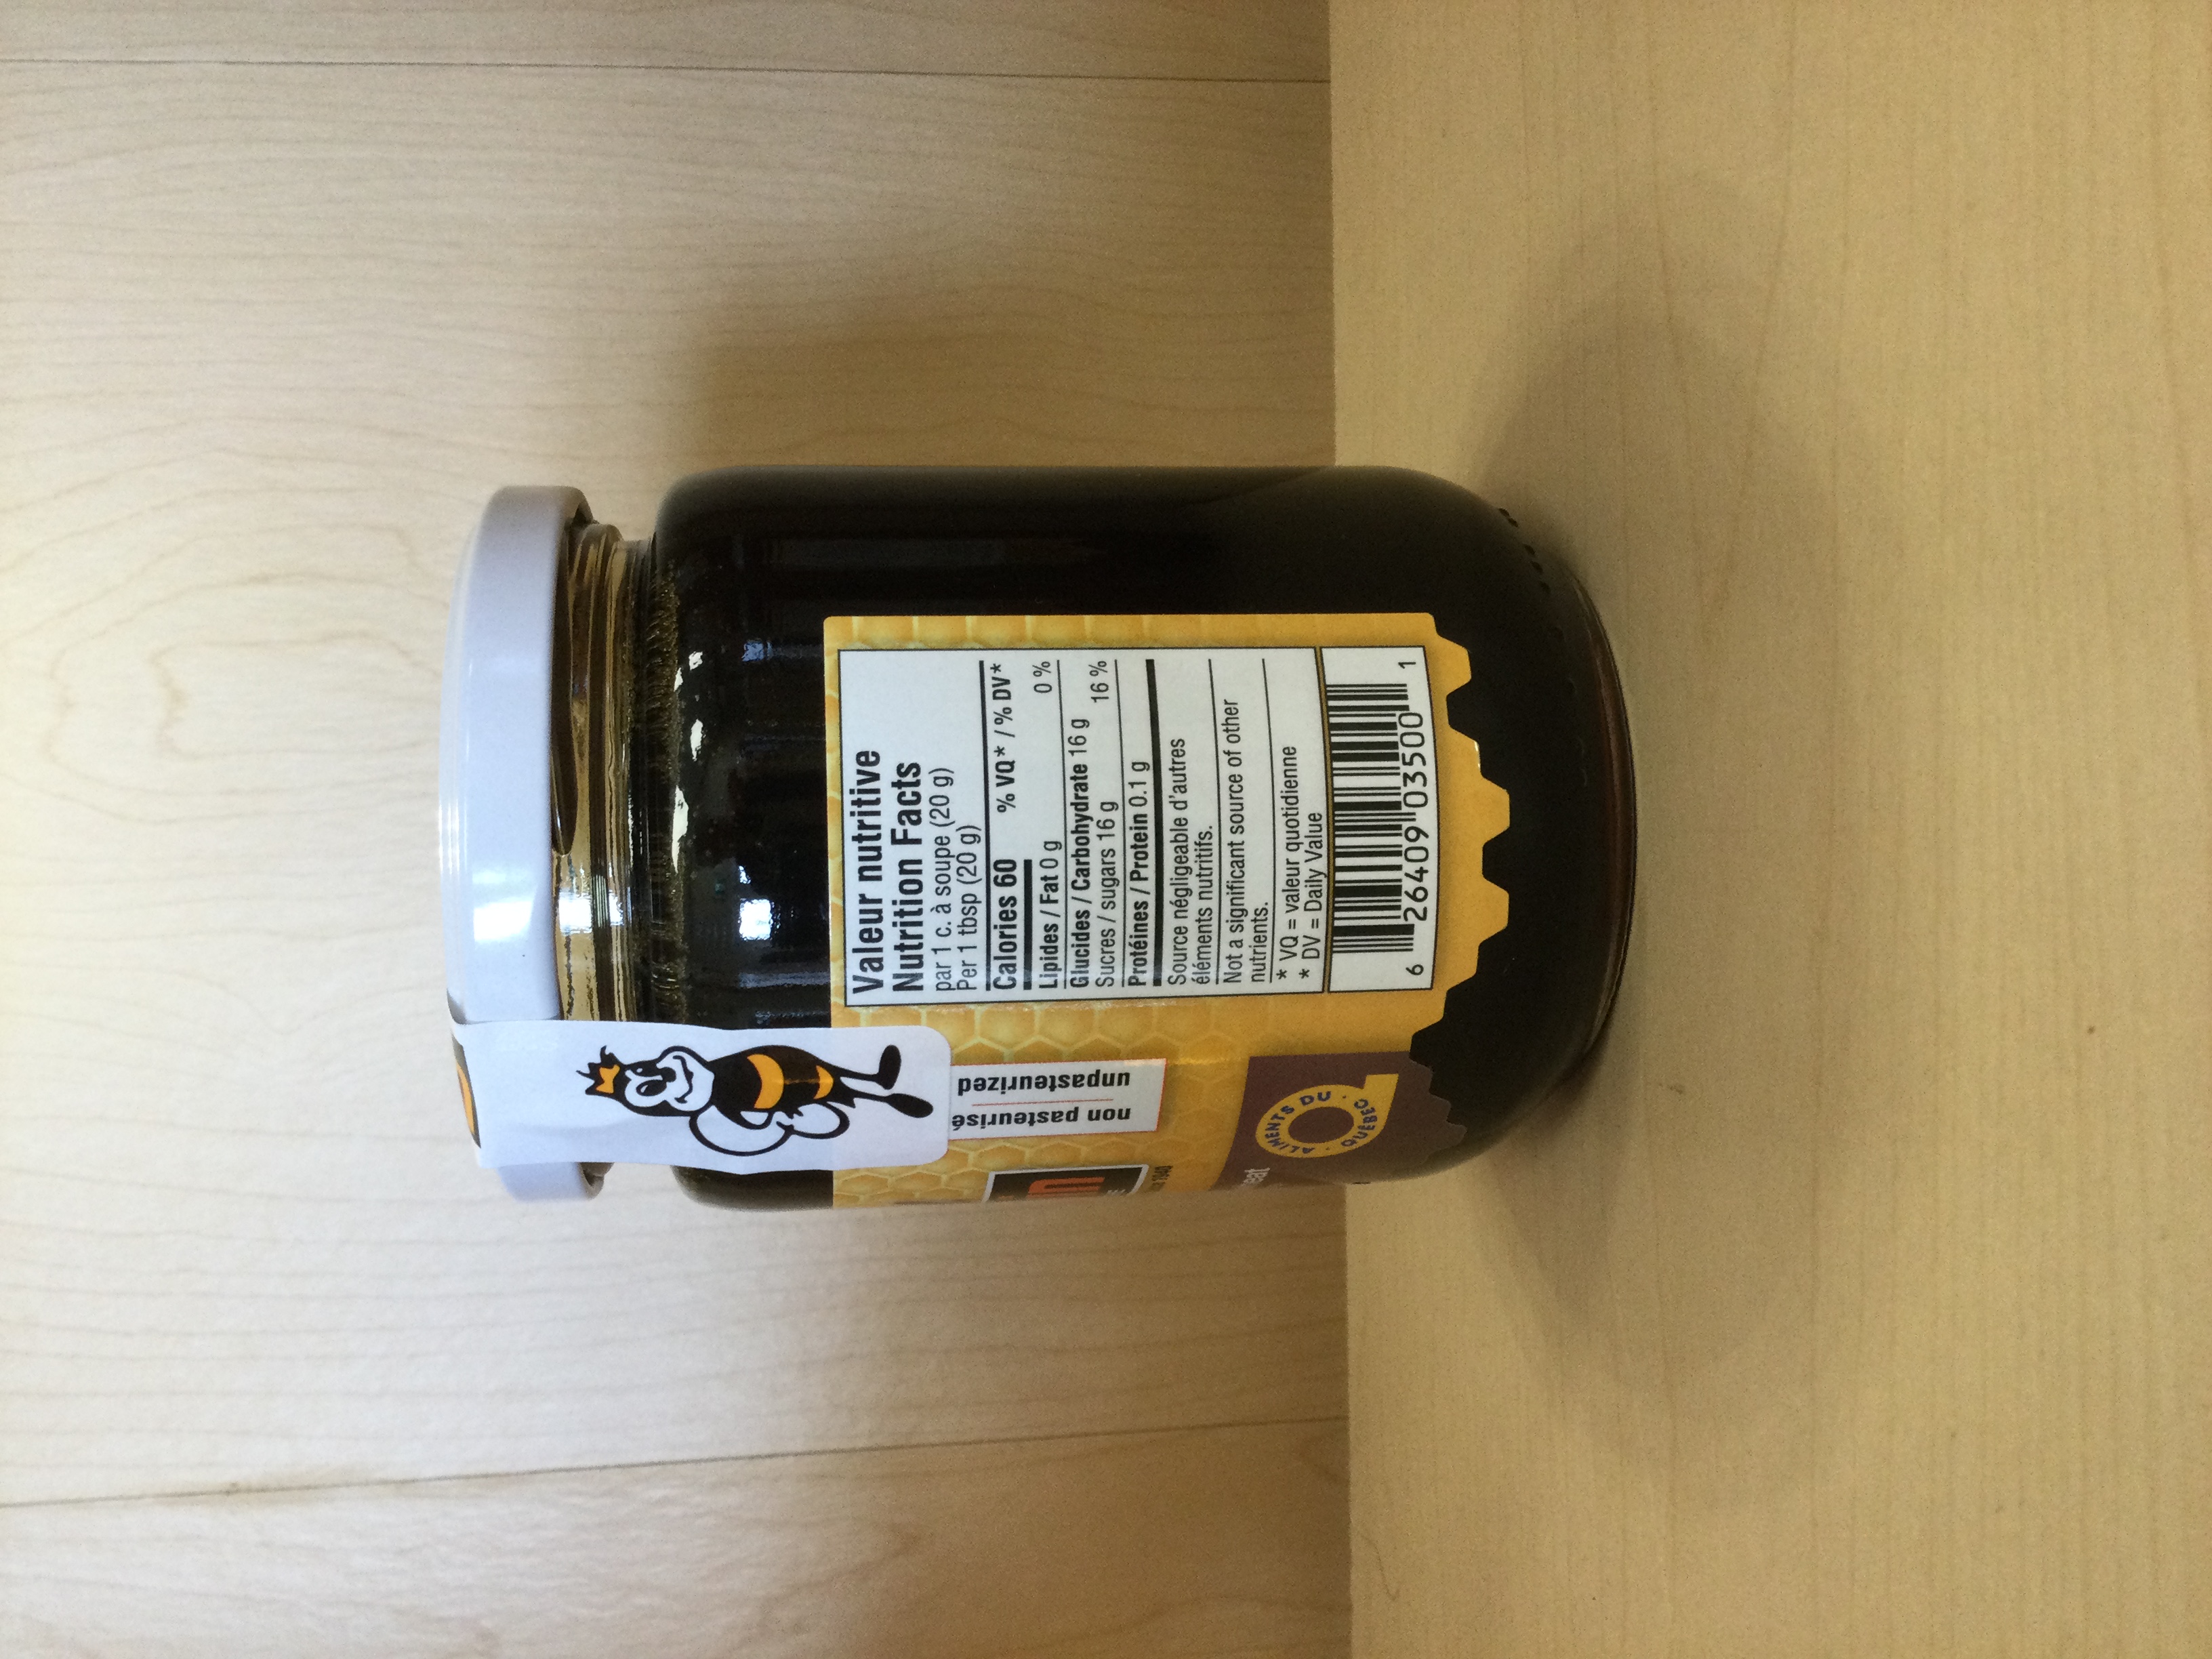 Valeur nutritive
Nutrition Facts
par 1 c. à soupe (20 g)
Per 1 tbsp (20 g)
Calories 60 % VQ* / % DV*
Lipides / Fat 0 g 0 %
Glucides / Carbohydrate 16 g
Sucres / sugars 16 g 16 %
Protéines / Protein 0.1 g
Source négligeable d'autres
éléments nutritifs.
Not a significant source of other
nutrients.
* VQ = valeur quotidienne
* DV = Daily Value
6 26409 03500 1
non pasteurisé
unpasteurized
ALIMENTS DU
QUÉBEC